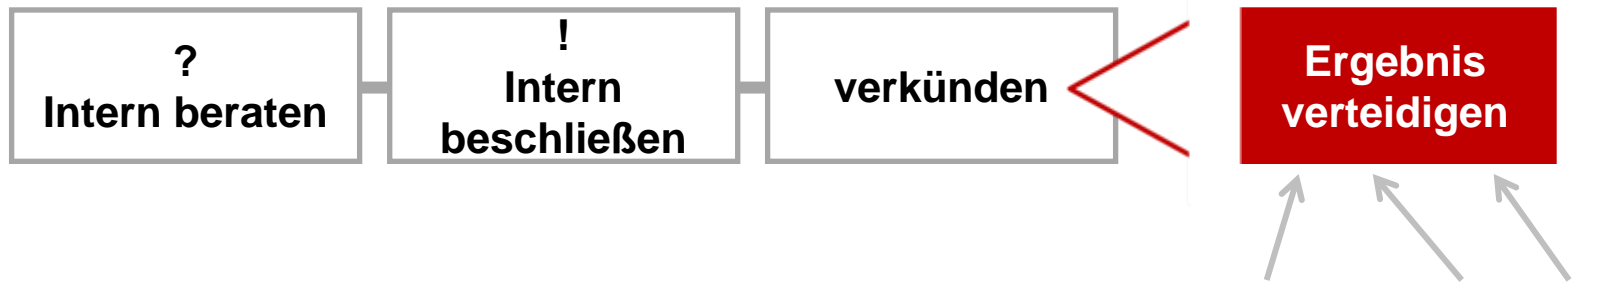 ?
Intern beraten
!
Intern
beschließen
verkünden
Ergebnis
verteidigen